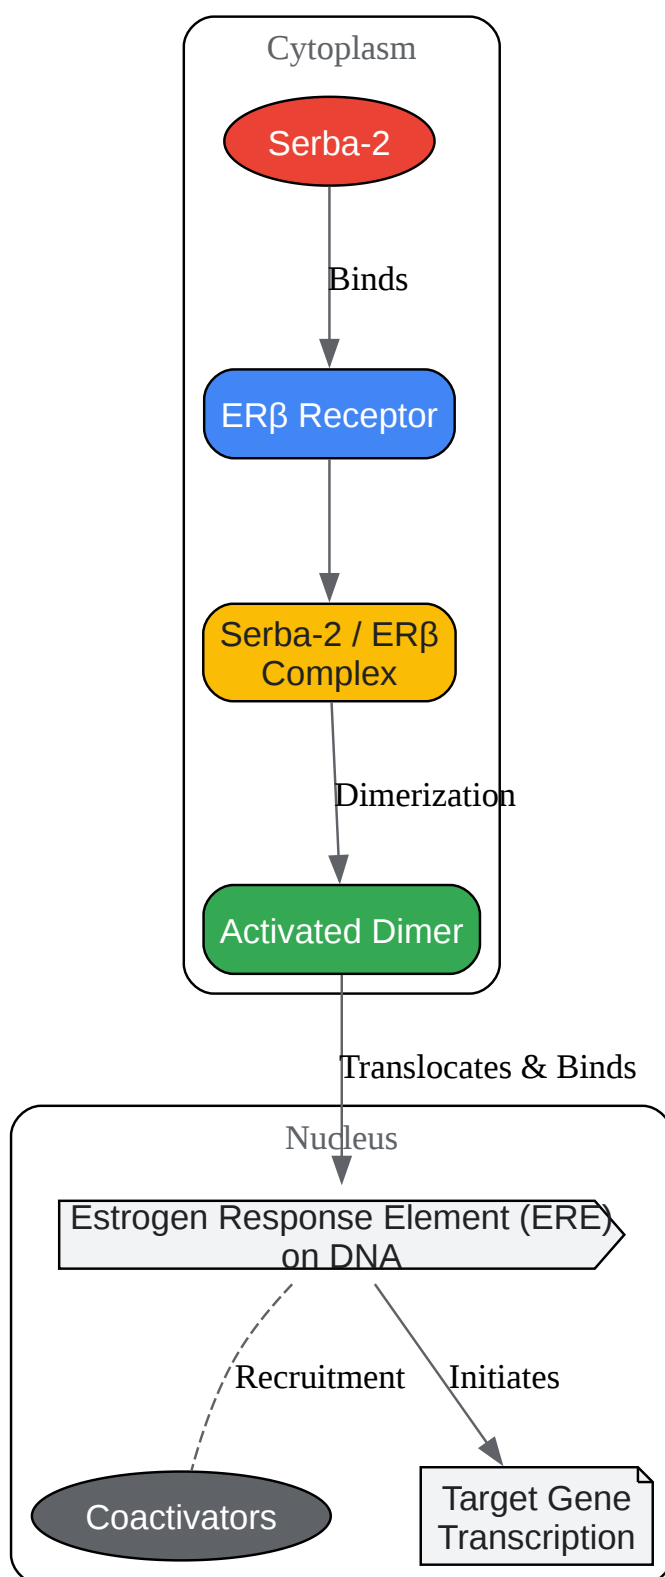 Cytoplasm
Serba-2
Binds
ERβ Receptor
Serba-2 / ERβ
Complex
Dimerization
Activated Dimer
Translocates & Binds
Nucleus
Estrogen Response Element (ERE)
on DNA
Recruitment
Initiates
Coactivators
Target Gene
Transcription